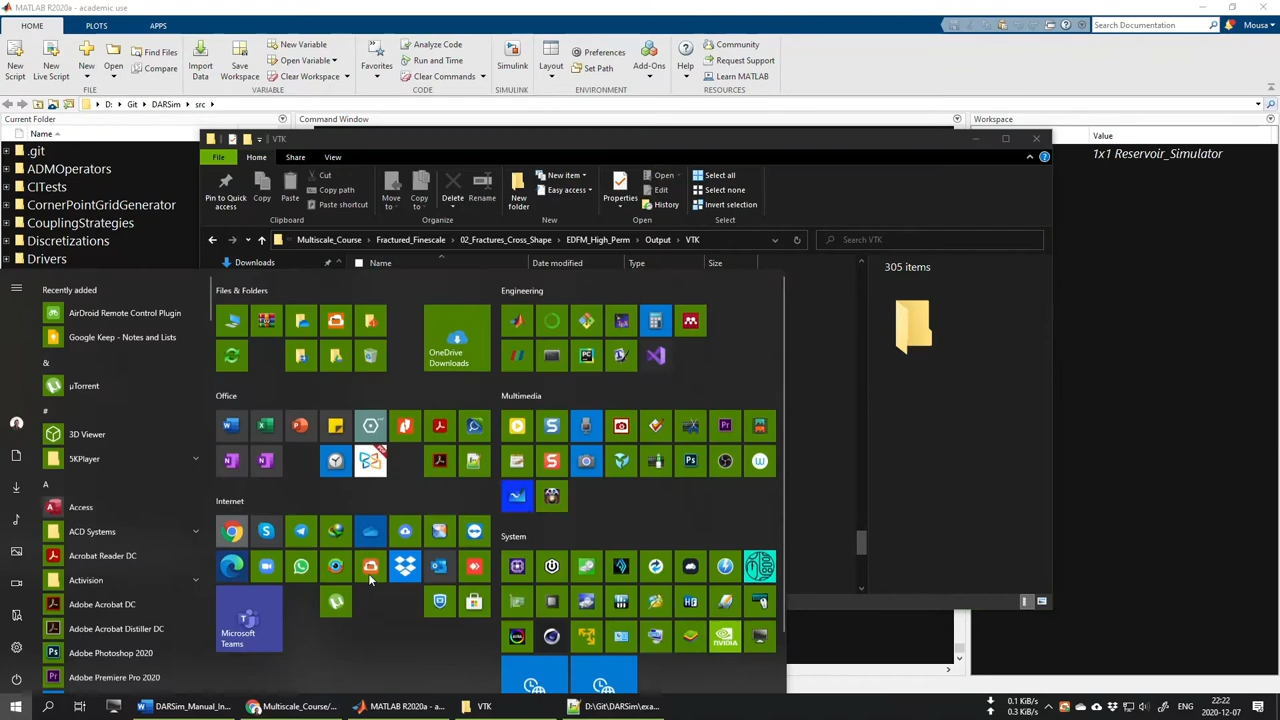 MATLAB R2020a - academic use
HOME PLOTS APPS
Search Documentation
Mousa
New Script
New Live Script
New
Open
Find Files
Compare
Import Data
Save Workspace
New Variable
Open Variable
Clear Workspace
Favorites
Analyze Code
Run and Time
Clear Commands
Simulink
Layout
Preferences
Set Path
Add-Ons
Help
Community
Request Support
Learn MATLAB
FILE VARIABLE CODE SIMULINK ENVIRONMENT RESOURCES
D: Git DARSim src
Current Folder
Command Window
Workspace
Name
Value
1x1 Reservoir_Simulator
.git
ADMOperators
CITests
CornerPointGridGenerator
CouplingStrategies
Discretizations
Drivers
VTK
File Home Share View
Pin to Quick access
Copy
Paste
Cut
Copy path
Paste shortcut
Move to
Copy to
Delete
Rename
New folder
New item
Easy access
Properties
Open
Edit
History
Select all
Select none
Invert selection
Clipboard Organize New Open Select
Multiscale_Course Fractured_Finescale 02_Fractures_Cross_Shape EDFM_High_Perm Output VTK
Search VTK
Downloads
Name Date modified Type Size
305 items
Recently added
AirDroid Remote Control Plugin
Google Keep - Notes and Lists
&
µTorrent
#
3D Viewer
5KPlayer
A
Access
ACD Systems
Acrobat Reader DC
Activision
Adobe Acrobat DC
Adobe Acrobat Distiller DC
Adobe Photoshop 2020
Adobe Premiere Pro 2020
Files & Folders
OneDrive Downloads
Engineering
Office
Multimedia
Internet
System
Microsoft Teams
NVIDIA
DARSim_Manual_In...
Multiscale_Course/...
MATLAB R2020a - a...
VTK
D:\Git\DARSim\exa...
0.1 KiB/s
0.3 KiB/s
ENG
22:22
2020-12-07